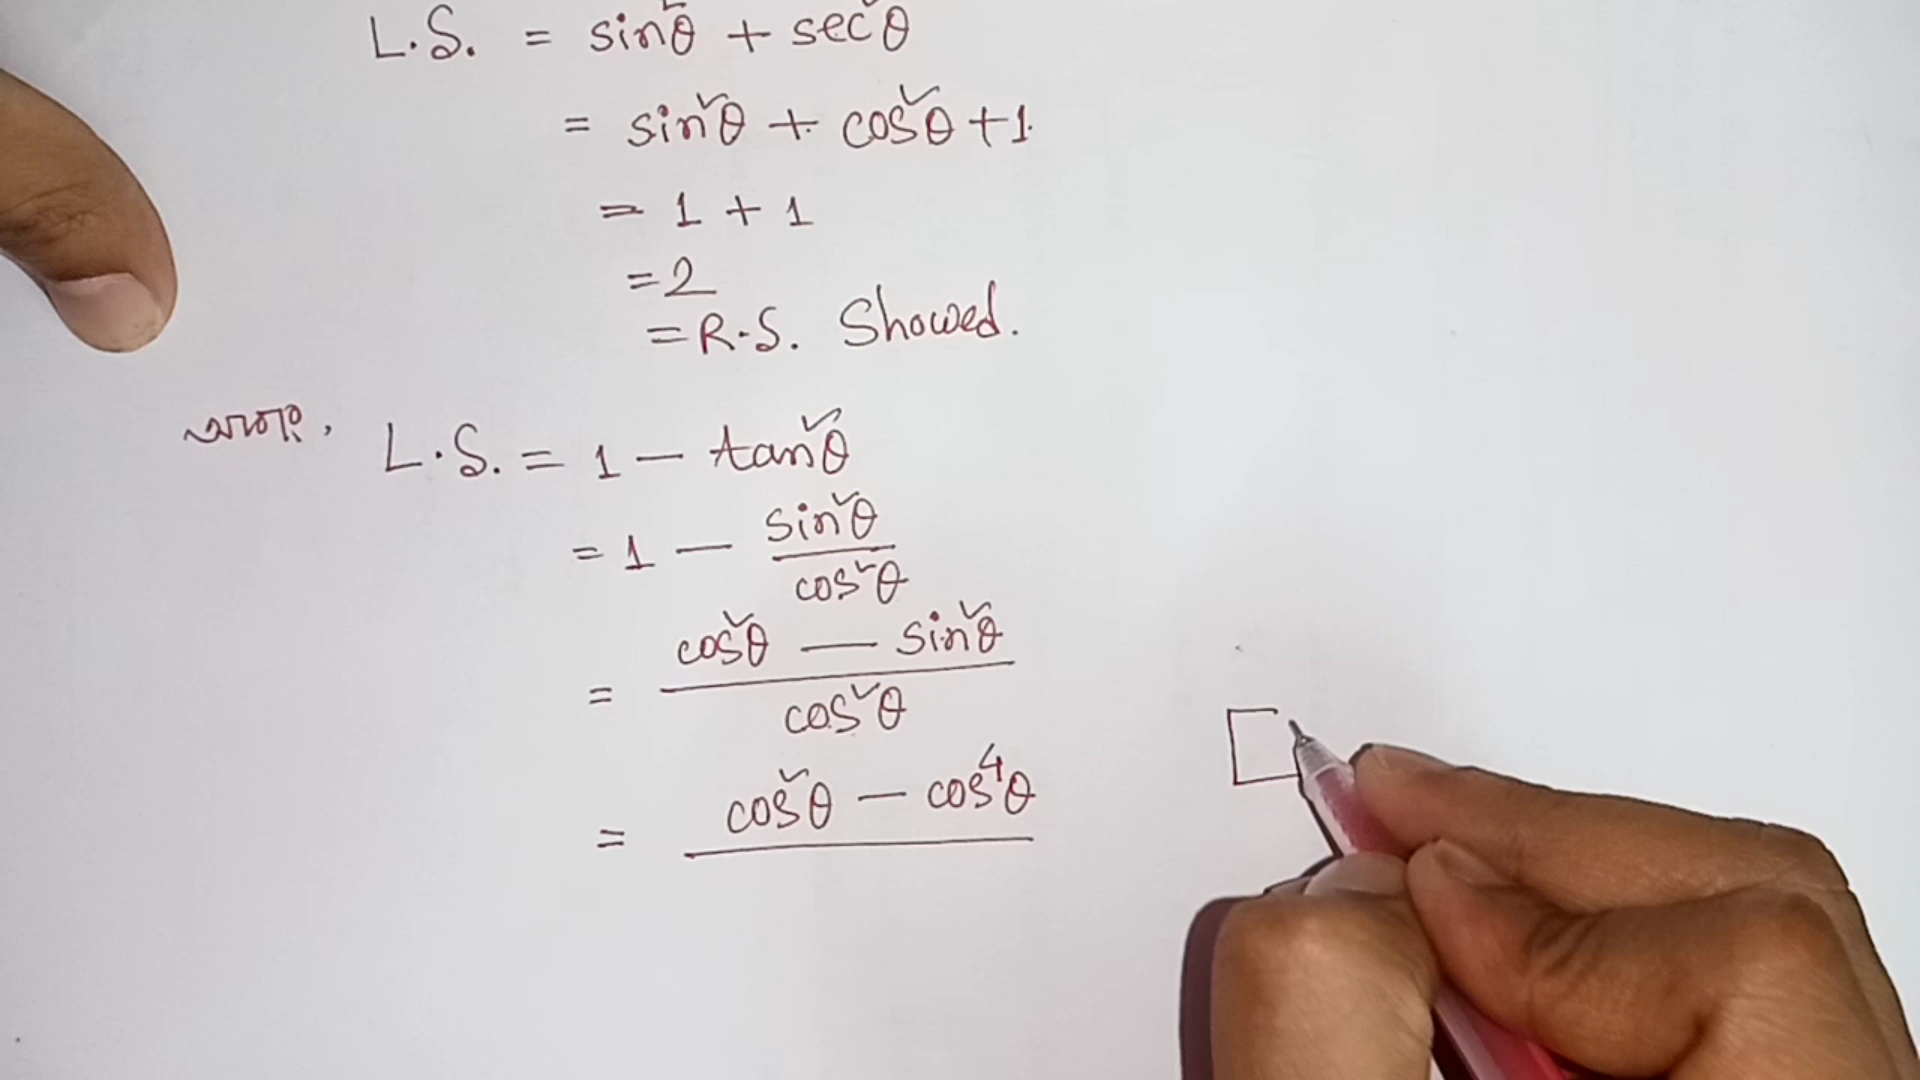 L.S. = sin²θ + sec²θ
= sin²θ + cos²θ + 1
= 1 + 1
= 2
= R.S. Showed.
L.S. = 1 — tan²θ
= 1 — sin²θ / cos²θ
= cos²θ — sin²θ / cos²θ
= cos²θ — cos⁴θ /